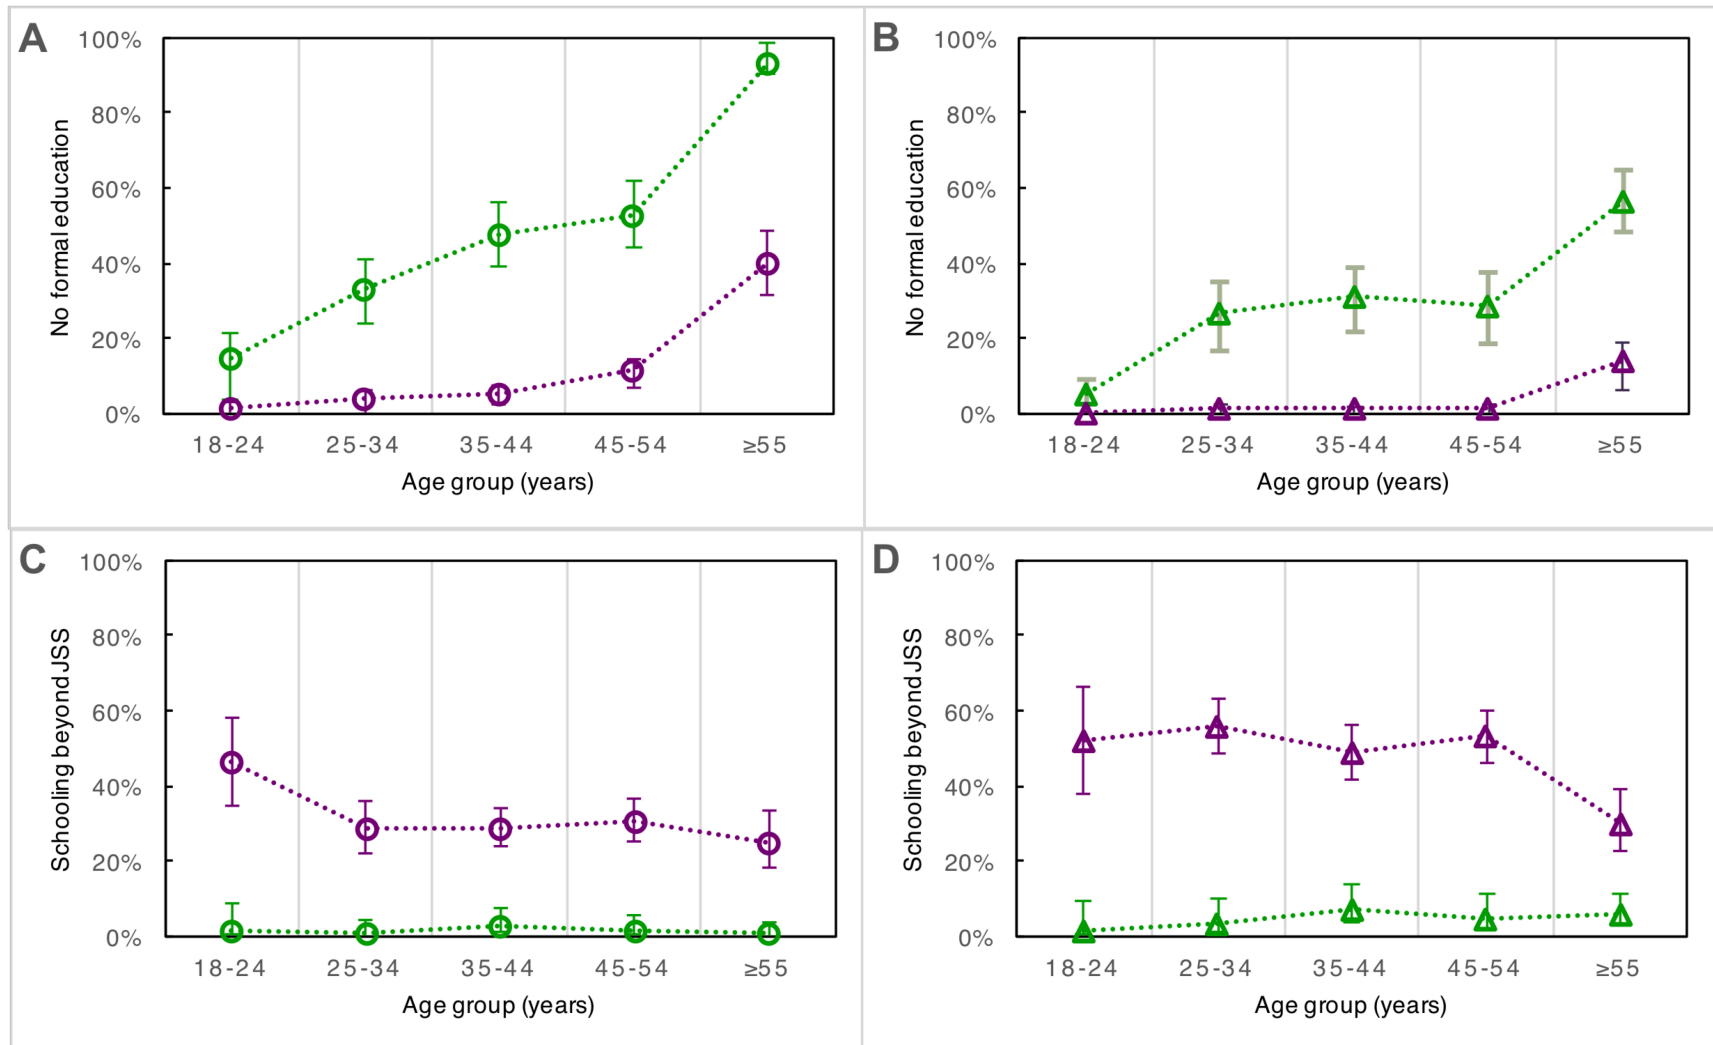 A
100%
80%
60%
40%
20%
0%
No formal education
18-24 25-34 35-44 45-54 ≥55
Age group (years)
B
100%
80%
60%
40%
20%
0%
No formal education
18-24 25-34 35-44 45-54 ≥55
Age group (years)
C
100%
80%
60%
40%
20%
0%
Schooling beyond JSS
18-24 25-34 35-44 45-54 ≥55
Age group (years)
D
100%
80%
60%
40%
20%
0%
Schooling beyond JSS
18-24 25-34 35-44 45-54 ≥55
Age group (years)